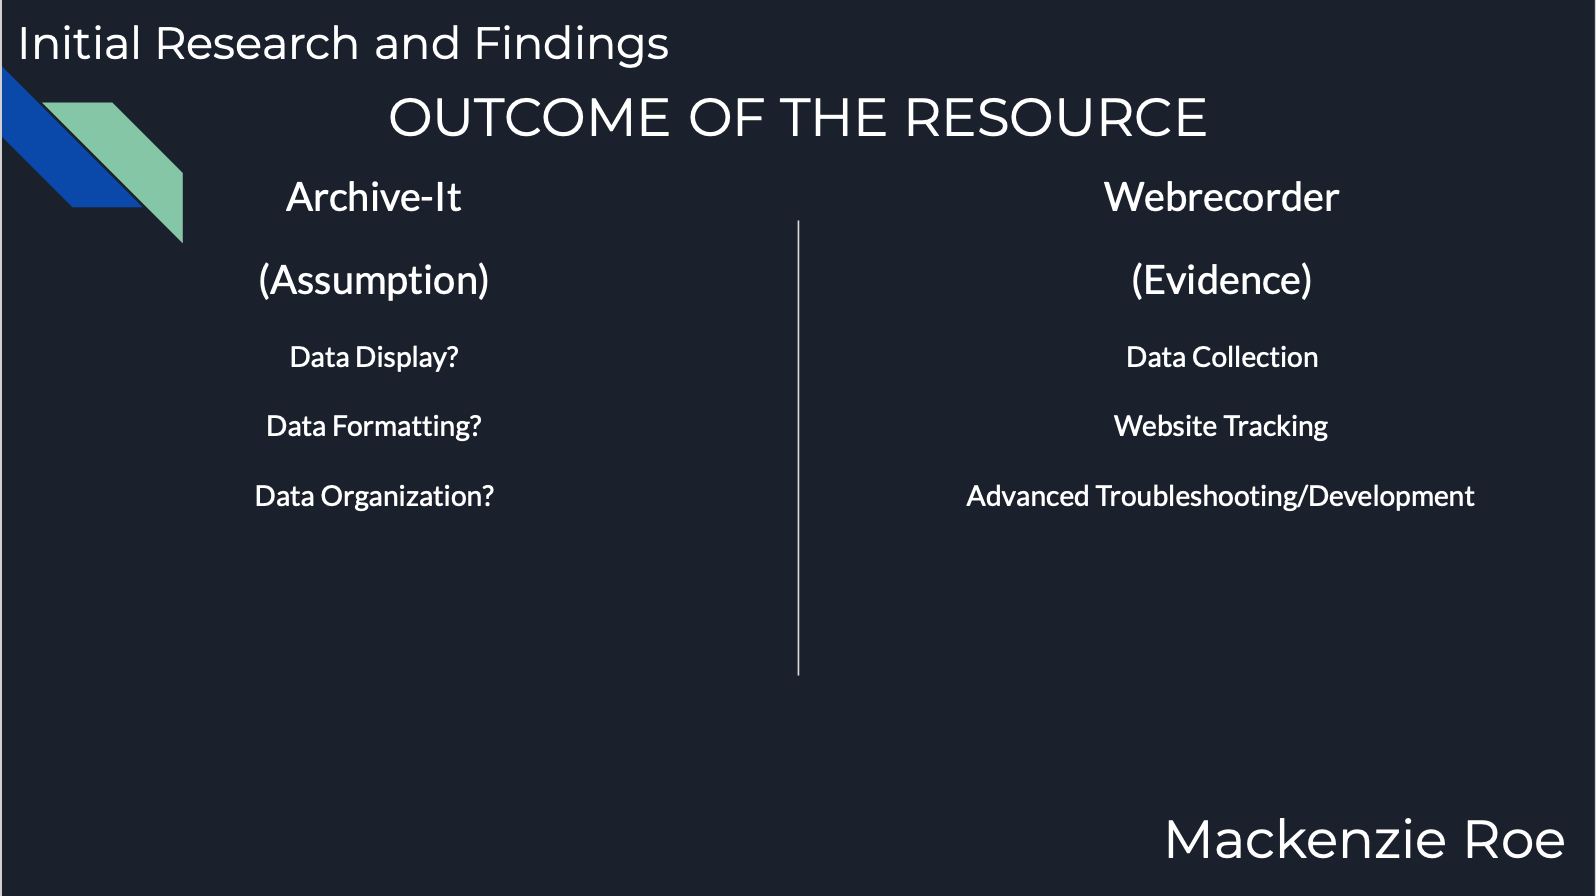 Initial Research and Findings
OUTCOME OF THE RESOURCE
Archive-It
(Assumption)
Data Display?
Data Formatting?
Data Organization?
Webrecorder
(Evidence)
Data Collection
Website Tracking
Advanced Troubleshooting/Development
Mackenzie Roe